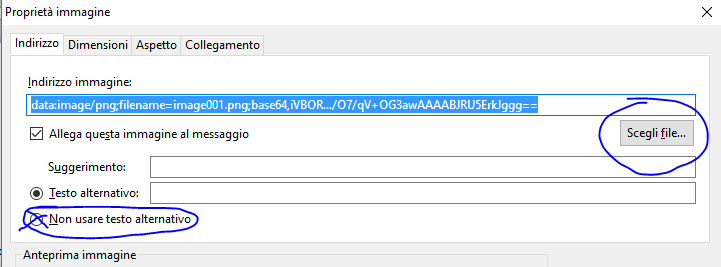 Proprietà immagine
Indirizzo Dimensioni Aspetto Collegamento
Indirizzo immagine:
data:image/png;filename=image001.png;base64,iVBOR.../O7/qV+OG3awAAAABJRU5ErkJggg==
Allega questa immagine al messaggio
Scegli file...
Suggerimento:
Testo alternativo:
Non usare testo alternativo
Anteprima immagine